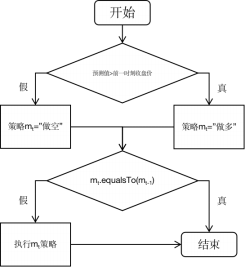 开始
预测值>前一时刻收盘价
假
真
策略mt="做空"
策略mt="做多"
mt.equalsTo(mt-1)
假
真
执行mt策略
结束